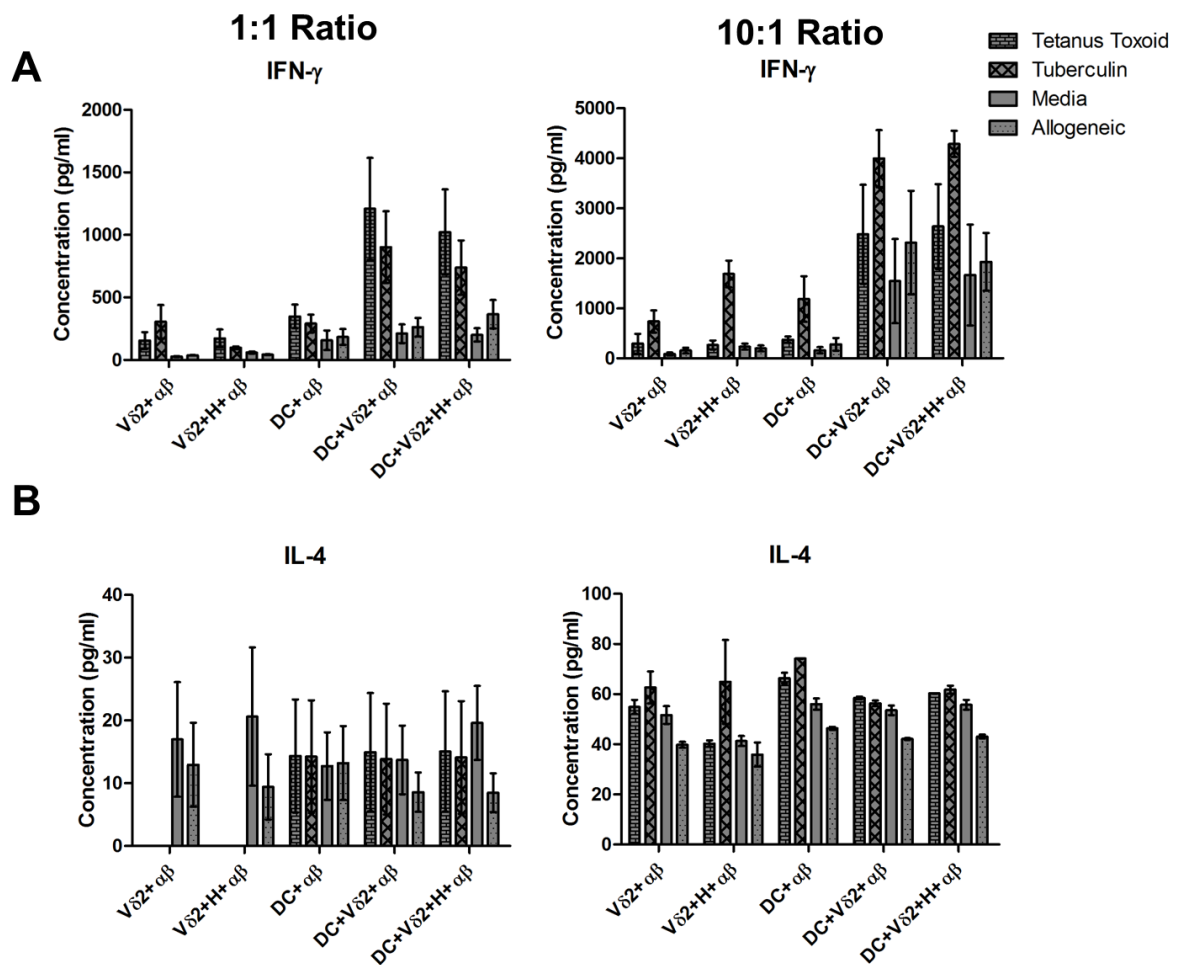 1:1 Ratio
10:1 Ratio
A
IFN-γ
IFN-γ
Tetanus Toxoid
Tuberculin
Media
Allogeneic
Concentration (pg/ml)
2000
1500
1000
500
0
Vδ2+αβ
Vδ2+H+αβ
DC+αβ
DC+Vδ2+αβ
DC+Vδ2+H+αβ
Concentration (pg/ml)
5000
4000
3000
2000
1000
0
Vδ2+αβ
Vδ2+H+αβ
DC+αβ
DC+Vδ2+αβ
DC+Vδ2+H+αβ
B
IL-4
IL-4
Concentration (pg/ml)
40
30
20
10
0
Vδ2+αβ
Vδ2+H+αβ
DC+αβ
DC+Vδ2+αβ
DC+Vδ2+H+αβ
Concentration (pg/ml)
100
80
60
40
20
0
Vδ2+αβ
Vδ2+H+αβ
DC+αβ
DC+Vδ2+αβ
DC+Vδ2+H+αβ